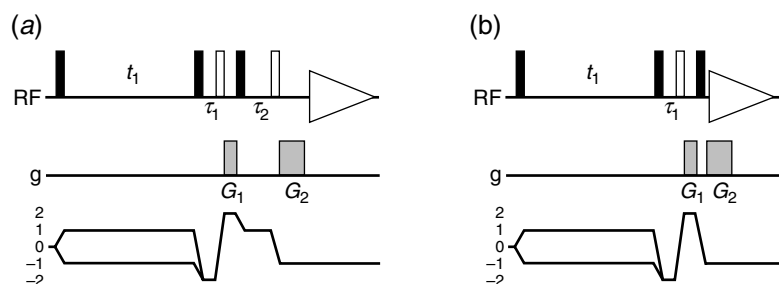 (a)
RF t₁ τ₁ τ₂
g G₁ G₂
2
1
0
−1
−2
(b)
RF t₁ τ₁
g G₁ G₂
2
1
0
−1
−2